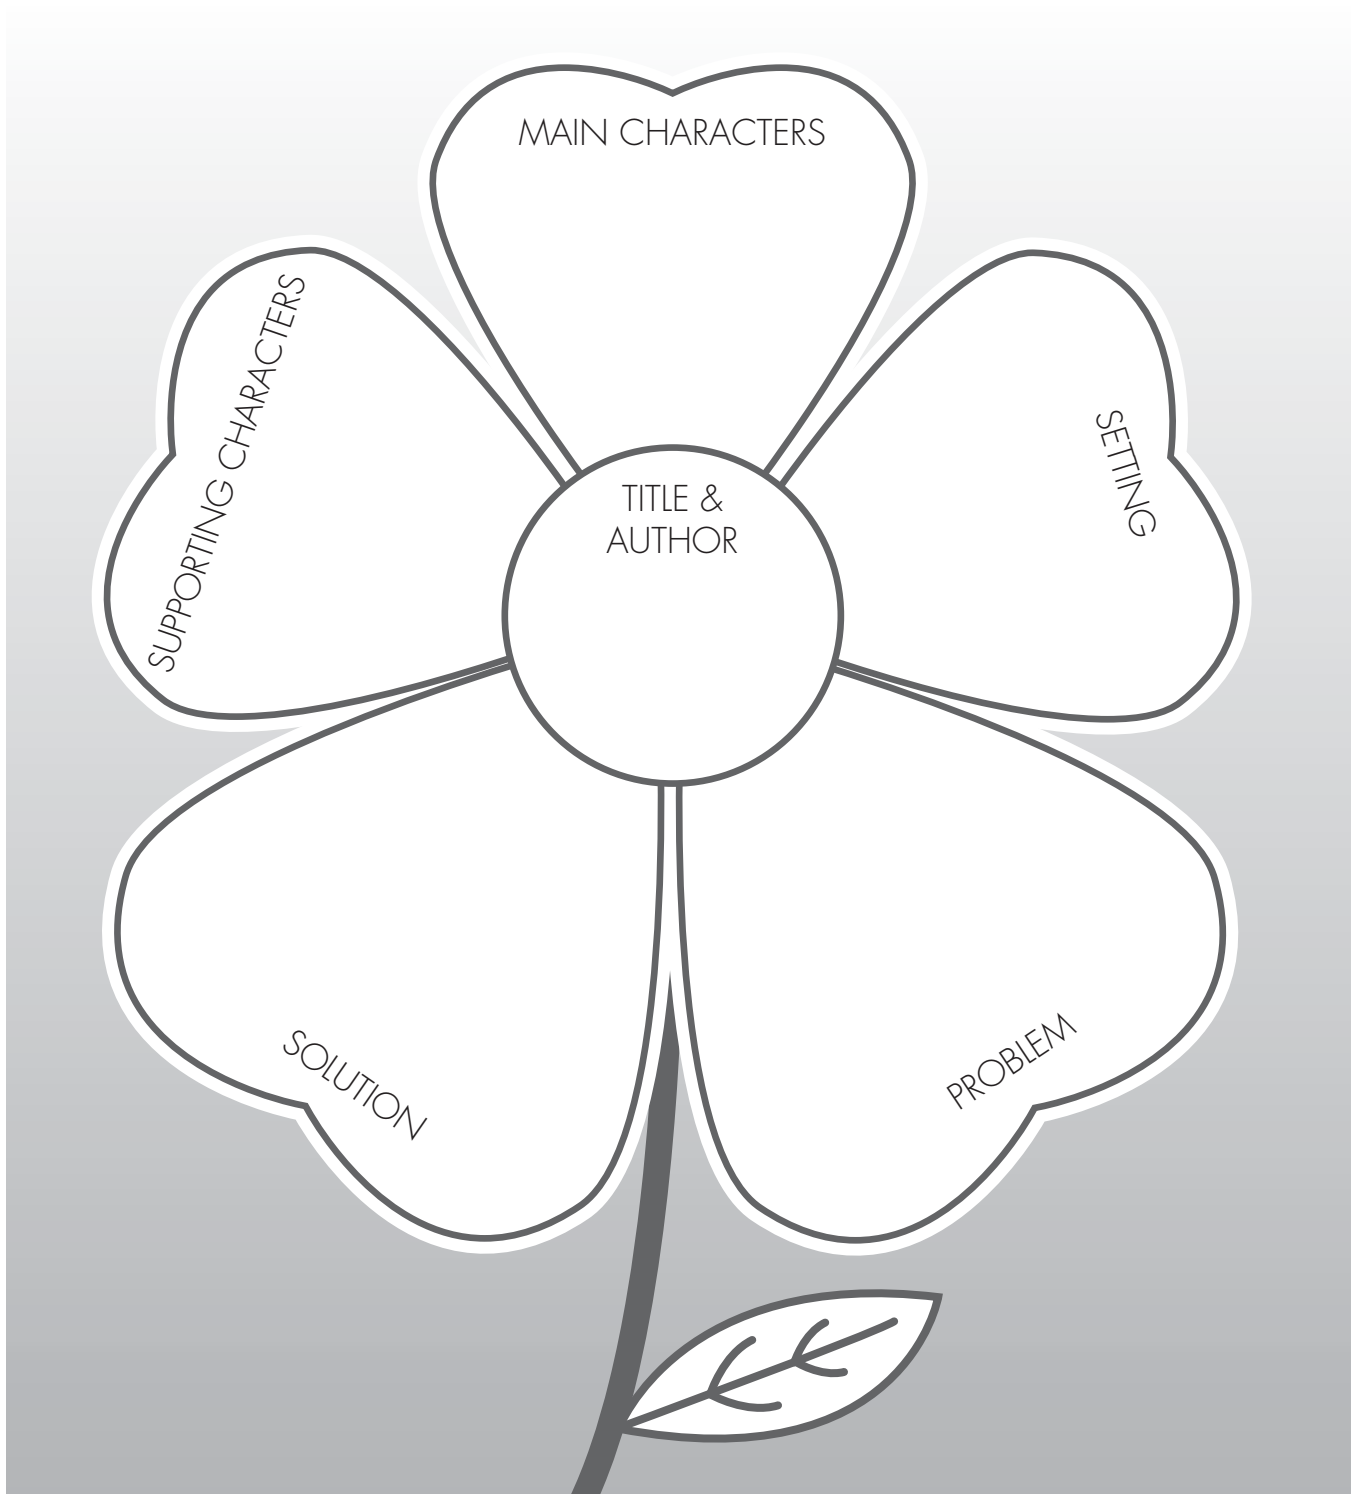 MAIN CHARACTERS
SUPPORTING CHARACTERS
SETTING
TITLE &
AUTHOR
SOLUTION
PROBLEM